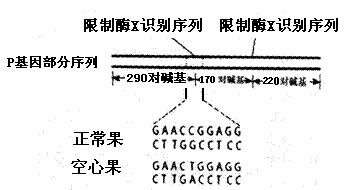 限制酶X识别序列 限制酶X识别序列
P基因部分序列
290对碱基 170对碱基 220对碱基
正常果 GAACCGGAGG
CTTGGCCTCC
空心果 GAACTGGAGG
CTTGACCTCC